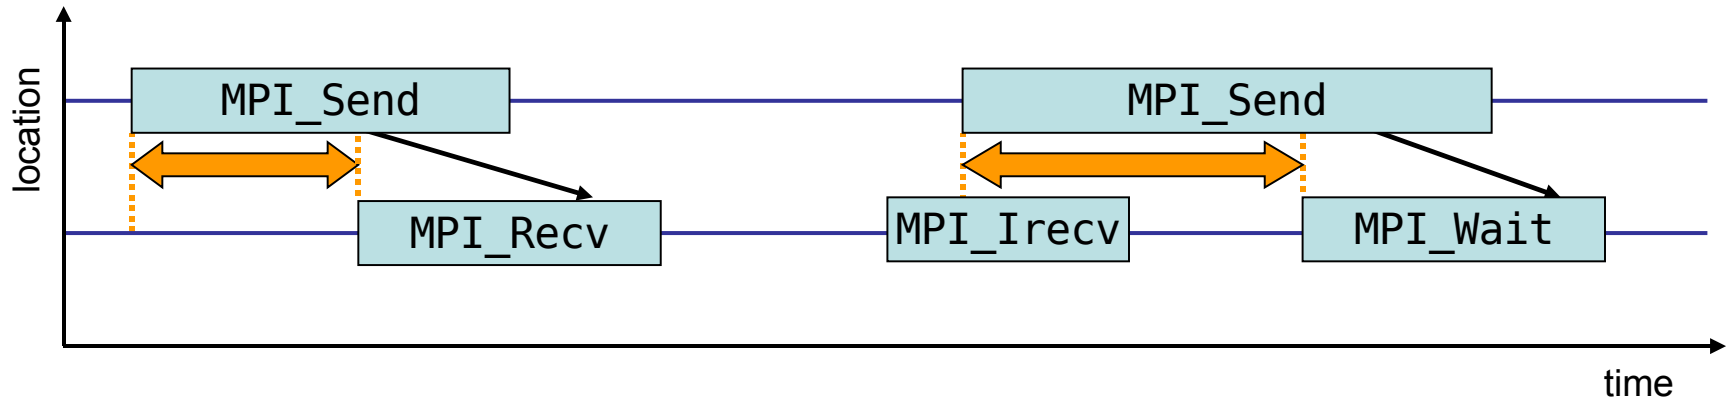 location
MPI_Send
MPI_Send
MPI_Recv
MPI_Irecv
MPI_Wait
time